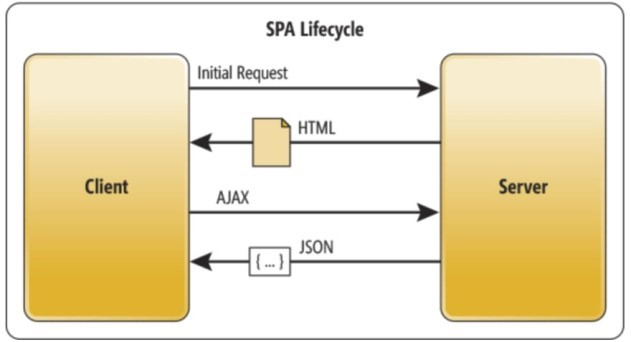 SPA Lifecycle
Initial Request
HTML
Client
Server
AJAX
JSON
{ ... }